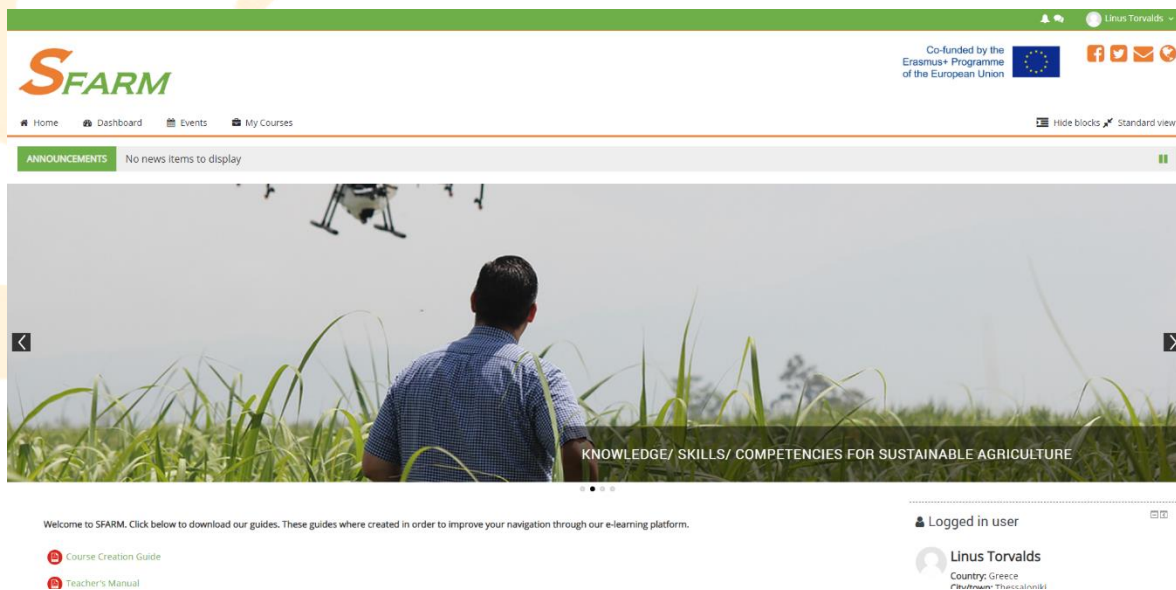 Linus Torvalds
SFARM
Co-funded by the
Erasmus+ Programme
of the European Union
Home Dashboard Events My Courses
Hide blocks Standard view
ANNOUNCEMENTS No news items to display
KNOWLEDGE/ SKILLS/ COMPETENCIES FOR SUSTAINABLE AGRICULTURE
Welcome to SFARM. Click below to download our guides. These guides where created in order to improve your navigation through our e-learning platform.
Course Creation Guide
Teacher's Manual
Logged in user
Linus Torvalds
Country: Greece
City/town: Thessaloniki